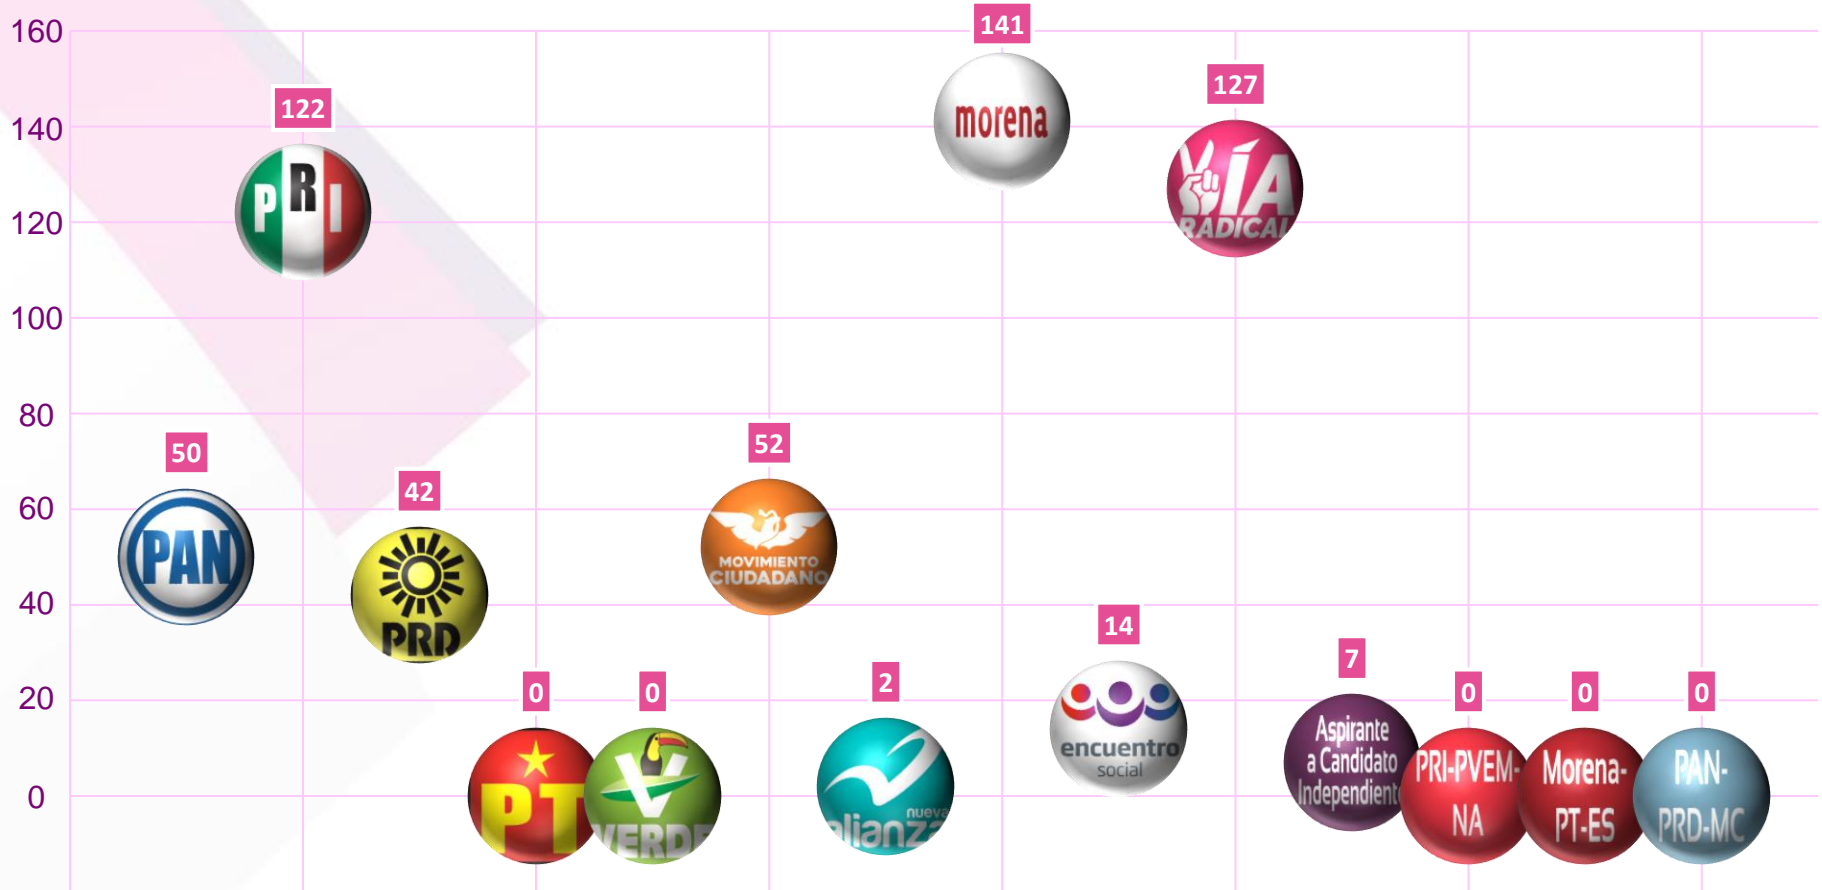 160
140
120
100
80
60
40
20
0
50
PAN
122
PRI
42
PRD
0
PT
0
VERDE
52
MOVIMIENTO
CIUDADANO
2
nueva
alianza
141
morena
14
encuentro
social
127
VÍA
RADICAL
7
Aspirante
a Candidato
Independiente
0
PRI-PVEM-
NA
0
Morena-
PT-ES
0
PAN-
PRD-MC